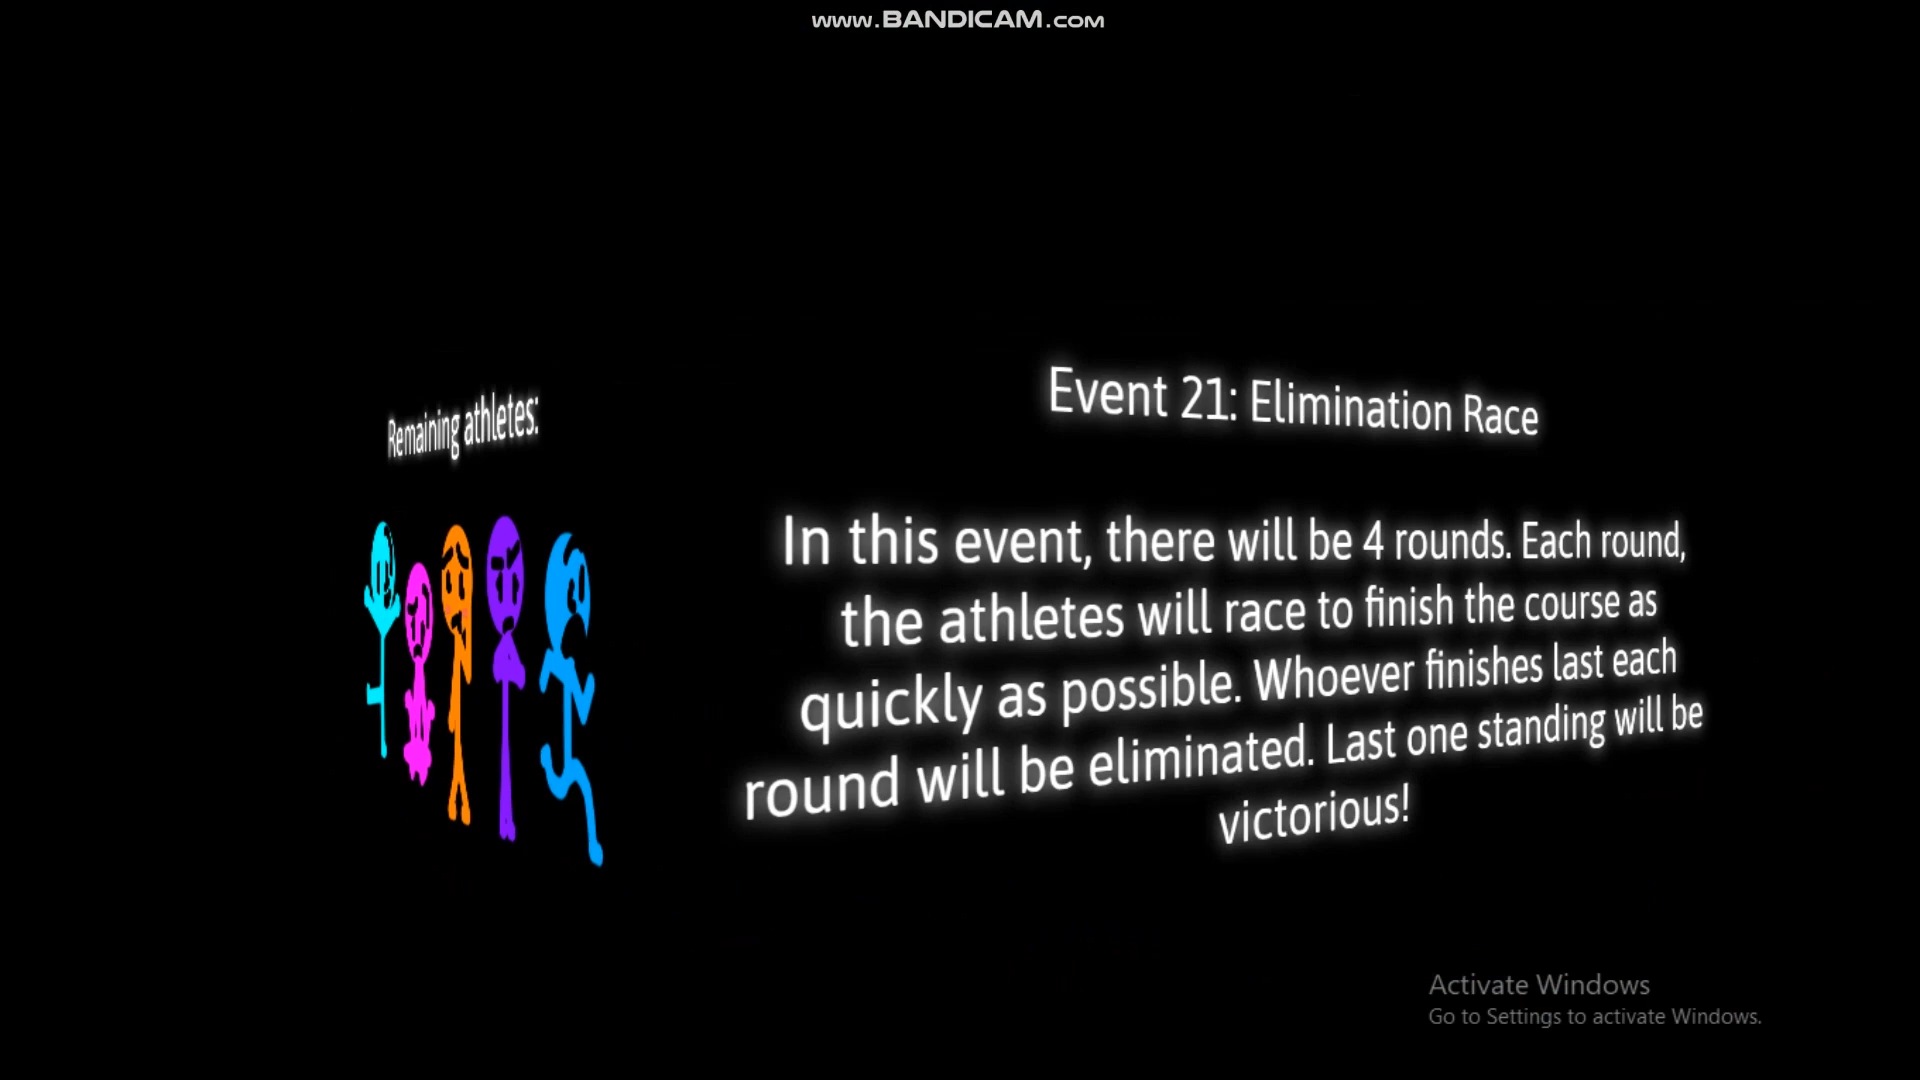 www.BANDICAM.com
Remaining athletes:
Event 21: Elimination Race
In this event, there will be 4 rounds. Each round,
the athletes will race to finish the course as
quickly as possible. Whoever finishes last each
round will be eliminated. Last one standing will be
victorious!
Activate Windows
Go to Settings to activate Windows.